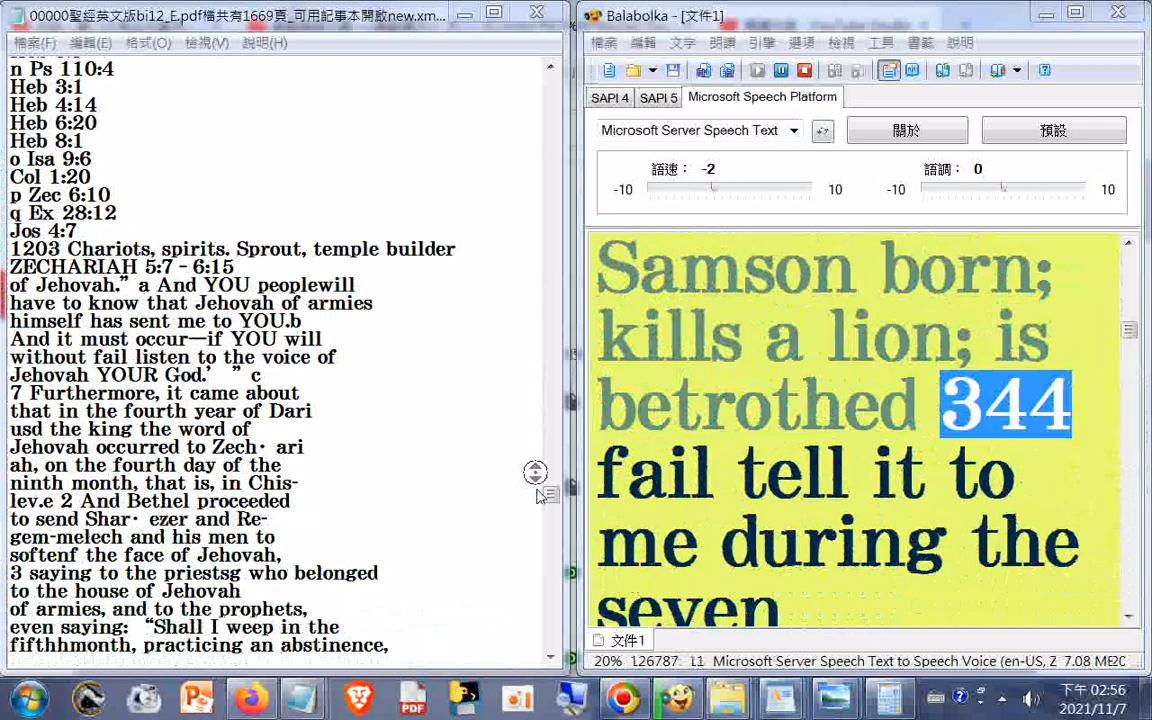 00000聖經英文版bi12_E.pdf檔共有1669頁_可用記事本開啟new.xm...
檔案(F) 編輯(E) 格式(O) 檢視(V) 說明(H)
n Ps 110:4
Heb 3:1
Heb 4:14
Heb 6:20
Heb 8:1
o Isa 9:6
Col 1:20
p Zec 6:10
q Ex 28:12
Jos 4:7
1203 Chariots, spirits. Sprout, temple builder
ZECHARIAH 5:7–6:15
of Jehovah.” a And YOU peoplewill
have to know that Jehovah of armies
himself has sent me to YOU.b
And it must occur—if YOU will
without fail listen to the voice of
Jehovah YOUR God.’ ” c
7 Furthermore, it came about
that in the fourth year of Dari
usd the king the word of
Jehovah occurred to Zech· ari
ah, on the fourth day of the
ninth month, that is, in Chis-
lev.e 2 And Bethel proceeded
to send Shar· ezer and Re-
gem-melech and his men to
softenf the face of Jehovah,
3 saying to the priestsg who belonged
to the house of Jehovah
of armies, and to the prophets,
even saying: “Shall I weep in the
fifthhmonth, practicing an abstinence,
Balabolka - [文件1]
檔案 編輯 文字 朗讀 引擎 選項 檢視 工具 書籤 說明
SAPI 4 SAPI 5 Microsoft Speech Platform
Microsoft Server Speech Text 關於 預設
語速： -2 語調： 0
-10 10 -10 10
Samson born;
kills a lion; is
betrothed 344
fail tell it to
me during the
seven
文件1
20% 126787: 11 Microsoft Server Speech Text to Speech Voice (en-US, Z 7.08 ME
下午 02:56
2021/11/7